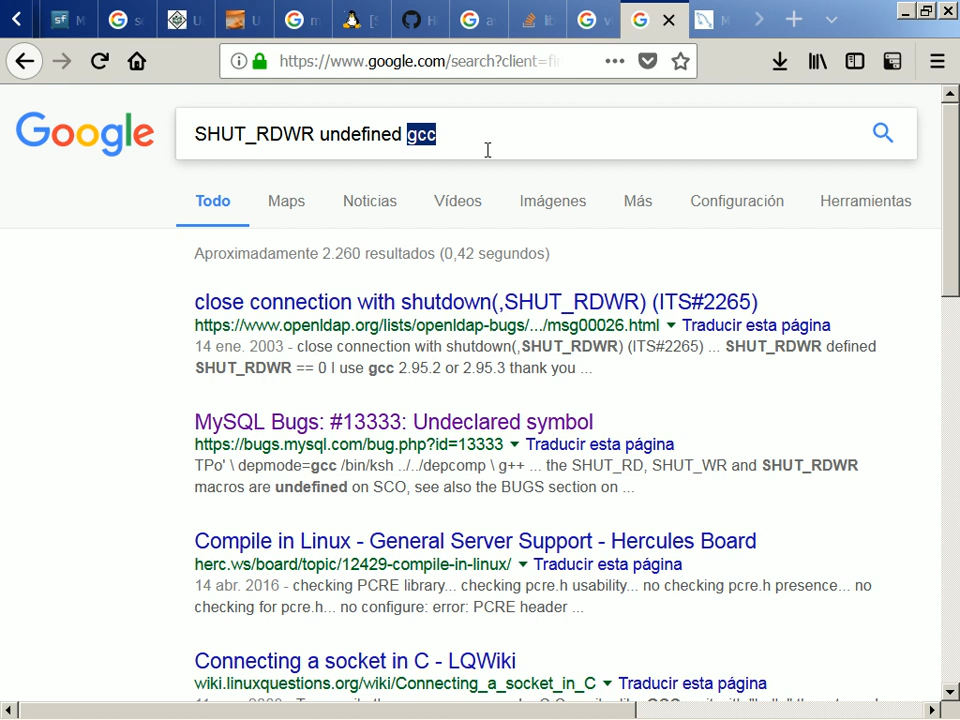 https://www.google.com/search?client=fi
Google
SHUT_RDWR undefined gcc
Todo Maps Noticias Vídeos Imágenes Más Configuración Herramientas
Aproximadamente 2.260 resultados (0,42 segundos)
close connection with shutdown(,SHUT_RDWR) (ITS#2265)
https://www.openldap.org/lists/openldap-bugs/.../msg00026.html Traducir esta página
14 ene. 2003 - close connection with shutdown(,SHUT_RDWR) (ITS#2265) ... SHUT_RDWR defined
SHUT_RDWR == 0 I use gcc 2.95.2 or 2.95.3 thank you ...
MySQL Bugs: #13333: Undeclared symbol
https://bugs.mysql.com/bug.php?id=13333 Traducir esta página
TPo' \ depmode=gcc /bin/ksh ../../depcomp \ g++ ... the SHUT_RD, SHUT_WR and SHUT_RDWR
macros are undefined on SCO, see also the BUGS section on ...
Compile in Linux - General Server Support - Hercules Board
herc.ws/board/topic/12429-compile-in-linux/ Traducir esta página
14 abr. 2016 - checking PCRE library... checking pcre.h usability... no checking pcre.h presence... no
checking for pcre.h... no configure: error: PCRE header ...
Connecting a socket in C - LQWiki
wiki.linuxquestions.org/wiki/Connecting_a_socket_in_C Traducir esta página